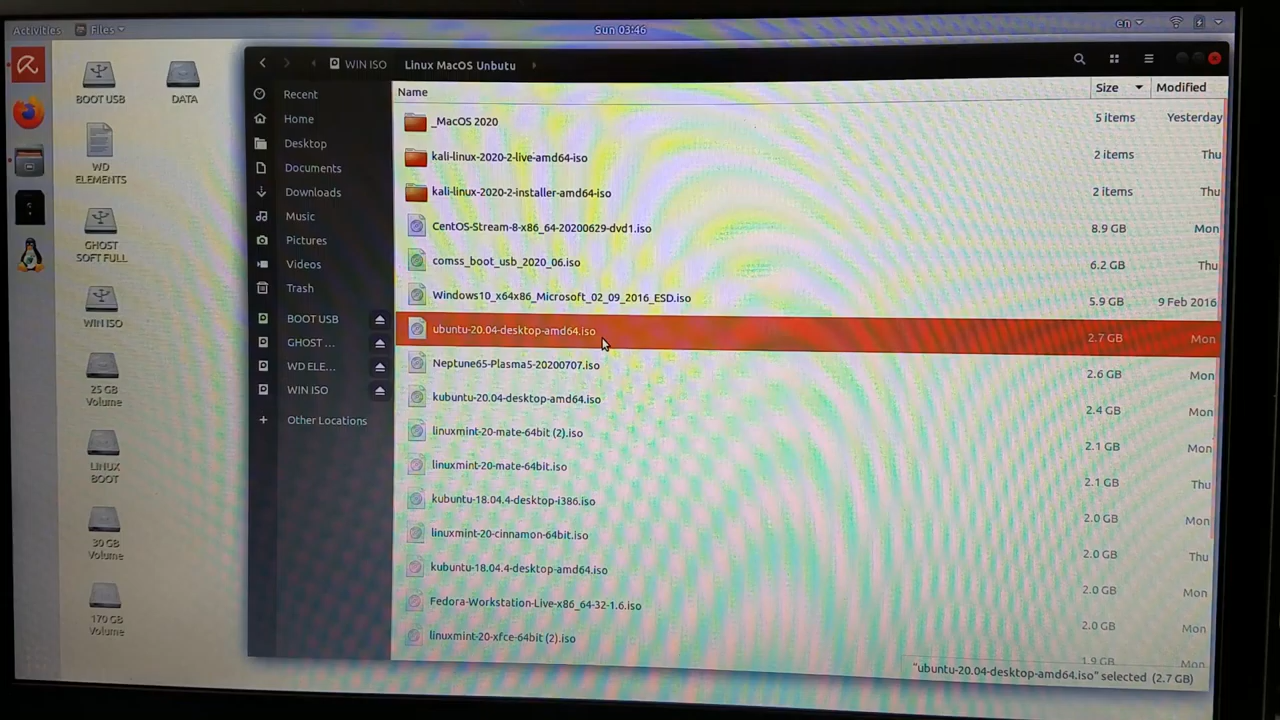 Activities Files Sun 03:46 en
BOOT USB
DATA
WD ELEMENTS
GHOST SOFT FULL
WIN ISO
25 GB Volume
LINUX BOOT
30 GB Volume
170 GB Volume
WIN ISO Linux MacOS Unbutu
Recent
Home
Desktop
Documents
Downloads
Music
Pictures
Videos
Trash
BOOT USB
GHOST ...
WD ELE...
WIN ISO
+ Other Locations
Name Size Modified
_MacOS 2020 5 items Yesterday
kali-linux-2020-2-live-amd64-iso 2 items Thu
kali-linux-2020-2-installer-amd64-iso 2 items Thu
CentOS-Stream-8-x86_64-20200629-dvd1.iso 8.9 GB Mon
comss_boot_usb_2020_06.iso 6.2 GB Thu
Windows10_x64x86_Microsoft_02_09_2016_ESD.iso 5.9 GB 9 Feb 2016
ubuntu-20.04-desktop-amd64.iso 2.7 GB Mon
Neptune65-Plasma5-20200707.iso 2.6 GB Mon
kubuntu-20.04-desktop-amd64.iso 2.4 GB Mon
linuxmint-20-mate-64bit (2).iso 2.1 GB Mon
linuxmint-20-mate-64bit.iso 2.1 GB Thu
kubuntu-18.04.4-desktop-i386.iso 2.0 GB Mon
linuxmint-20-cinnamon-64bit.iso 2.0 GB Thu
kubuntu-18.04.4-desktop-amd64.iso 2.0 GB Mon
Fedora-Workstation-Live-x86_64-32-1.6.iso 2.0 GB Mon
linuxmint-20-xfce-64bit (2).iso 1.9 GB Mon
"ubuntu-20.04-desktop-amd64.iso" selected (2.7 GB)